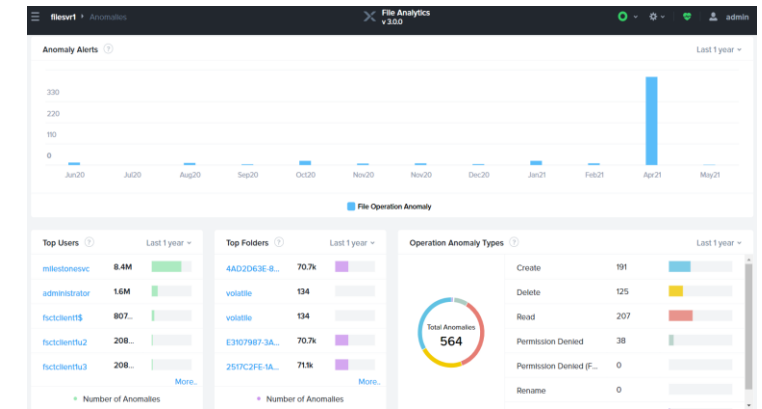 filesvr1 › Anomalies
File Analytics
v 3.0.0
admin
Anomaly Alerts
Last 1 year
330
220
110
0
Jun20 Jul20 Aug20 Sep20 Oct20 Nov20 Nov20 Dec20 Jan21 Feb21 Apr21 May21
File Operation Anomaly
Top Users
Last 1 year
milestonesvc 8.4M
administrator 1.6M
fsctclient1$ 807...
fsctclient1u2 208...
fsctclient1u3 208...
More..
Number of Anomalies
Top Folders
Last 1 year
4AD2D63E-8... 70.7k
volatile 134
volatile 134
E3107987-3A... 70.7k
2517C2FE-1A... 71.1k
More..
Number of Anomalies
Operation Anomaly Types
Last 1 year
Total Anomalies
564
Create 191
Delete 125
Read 207
Permission Denied 38
Permission Denied (F... 0
Rename 0